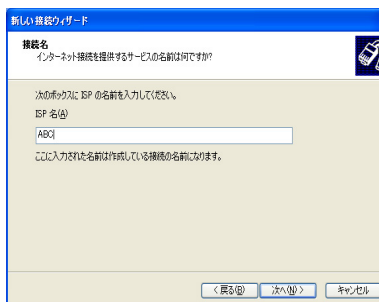 新しい接続ウィザード
接続名
インターネット接続を提供するサービスの名前は何ですか?
次のボックスに ISP の名前を入力してください。
ISP 名(A)
ABC
ここに入力された名前は作成している接続の名前になります。
< 戻る(B) 次へ(N) > キャンセル